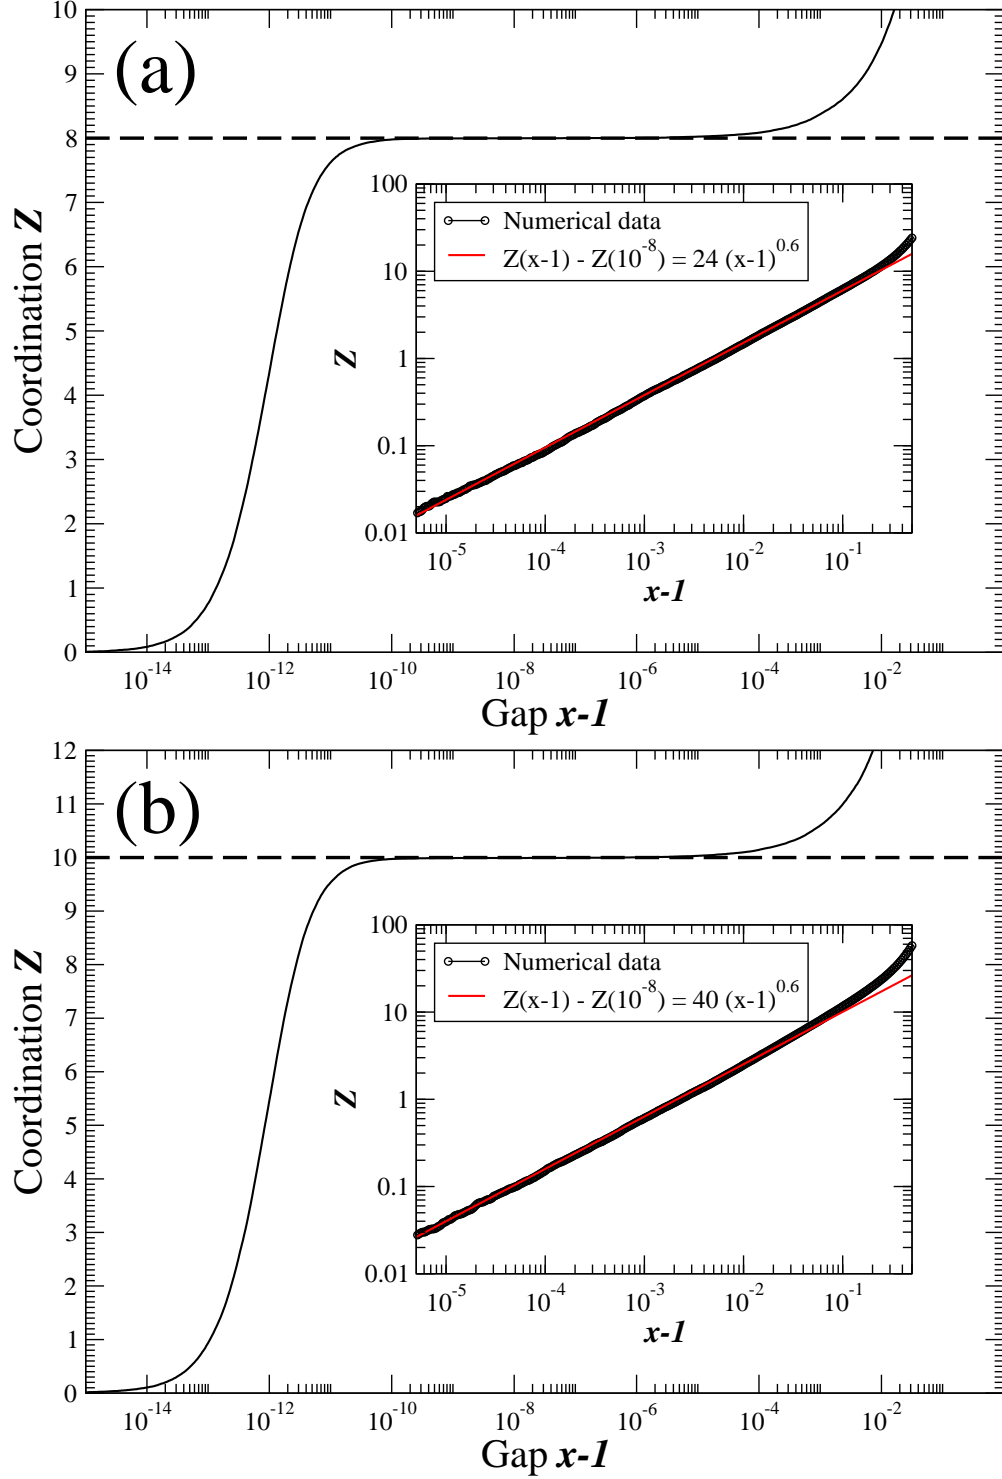 (a)
Coordination Z
10
9
8
7
6
5
4
3
2
1
0
100
10
1
0.1
0.01
Z
Numerical data
Z(x-1) - Z(10^-8) = 24 (x-1)^0.6
10^-5 10^-4 10^-3 10^-2 10^-1
x-1
10^-14 10^-12 10^-10 10^-8 10^-6 10^-4 10^-2
Gap x-1
(b)
Coordination Z
12
11
10
9
8
7
6
5
4
3
2
1
0
100
10
1
0.1
0.01
Z
Numerical data
Z(x-1) - Z(10^-8) = 40 (x-1)^0.6
10^-5 10^-4 10^-3 10^-2 10^-1
x-1
10^-14 10^-12 10^-10 10^-8 10^-6 10^-4 10^-2
Gap x-1